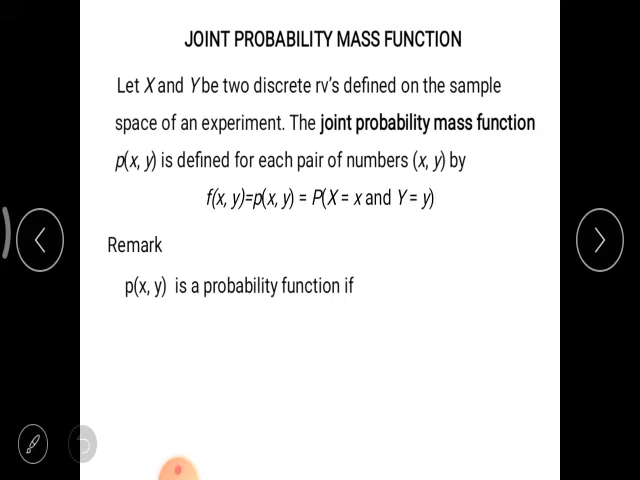 JOINT PROBABILITY MASS FUNCTION
Let X and Y be two discrete rv's defined on the sample
space of an experiment. The joint probability mass function
p(x, y) is defined for each pair of numbers (x, y) by
f(x, y)=p(x, y) = P(X = x and Y = y)
Remark
p(x, y) is a probability function if